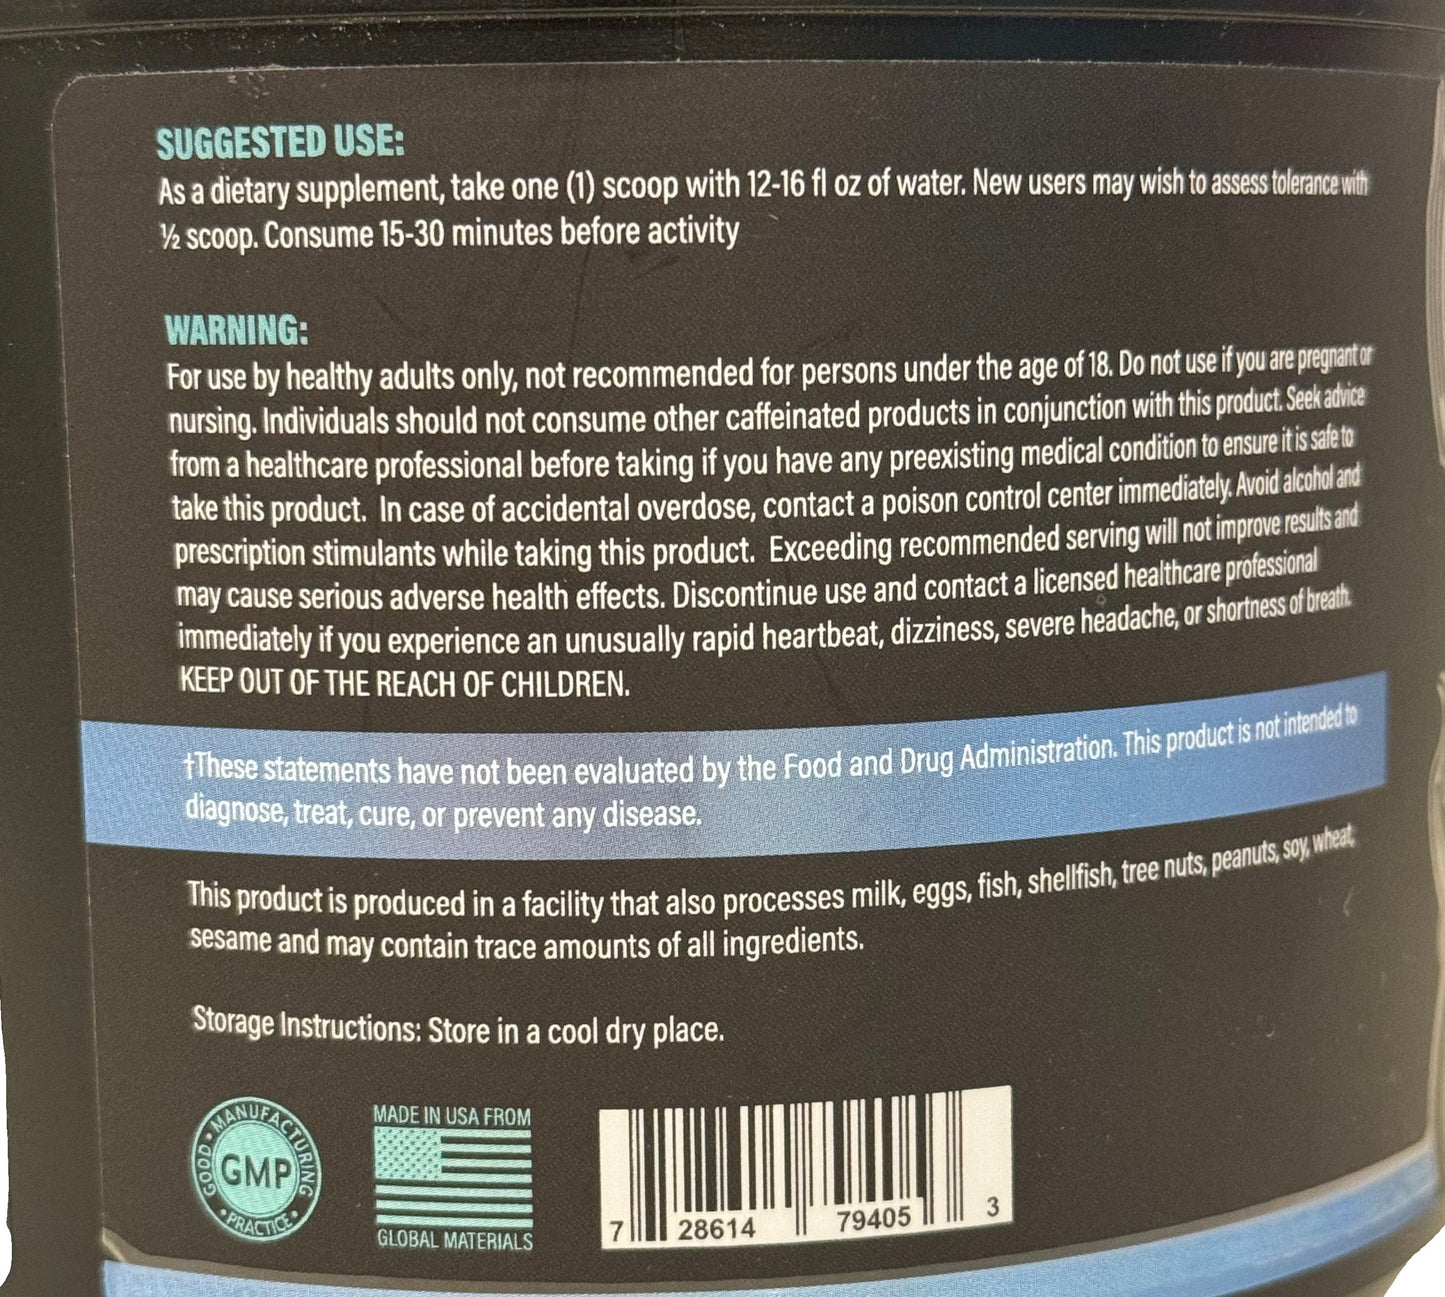 SUGGESTED USE:
As a dietary supplement, take one (1) scoop with 12-16 fl oz of water. New users may wish to assess tolerance with
½ scoop. Consume 15-30 minutes before activity
WARNING:
For use by healthy adults only, not recommended for persons under the age of 18. Do not use if you are pregnant or
nursing. Individuals should not consume other caffeinated products in conjunction with this product. Seek advice
from a healthcare professional before taking if you have any preexisting medical condition to ensure it is safe to
take this product. In case of accidental overdose, contact a poison control center immediately. Avoid alcohol and
prescription stimulants while taking this product. Exceeding recommended serving will not improve results and
may cause serious adverse health effects. Discontinue use and contact a licensed healthcare professional
immediately if you experience an unusually rapid heartbeat, dizziness, severe headache, or shortness of breath.
KEEP OUT OF THE REACH OF CHILDREN.
†These statements have not been evaluated by the Food and Drug Administration. This product is not intended to
diagnose, treat, cure, or prevent any disease.
This product is produced in a facility that also processes milk, eggs, fish, shellfish, tree nuts, peanuts, soy, wheat,
sesame and may contain trace amounts of all ingredients.
Storage Instructions: Store in a cool dry place.
GOOD • MANUFACTURING • PRACTICE •
GMP
MADE IN USA FROM
GLOBAL MATERIALS
7 28614 79405 3